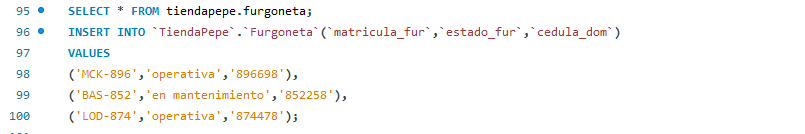 95 SELECT * FROM tiendapepe.furgoneta;
96 INSERT INTO `TiendaPepe`.`Furgoneta`(`matricula_fur`,`estado_fur`,`cedula_dom`)
97 VALUES
98 ('MCK-896','operativa','896698'),
99 ('BAS-852','en mantenimiento','852258'),
100 ('LOD-874','operativa','874478');